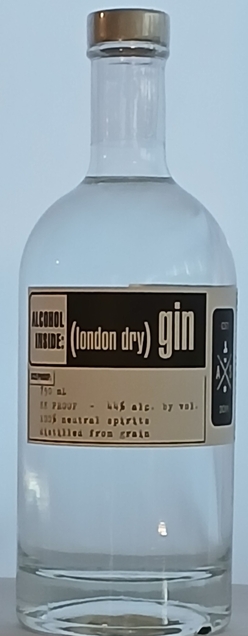 ALCOHOL
INSIDE:
(london dry) gin
750 mL
88 PROOF - 44% alc. by vol.
100% neutral spirits
distilled from grain